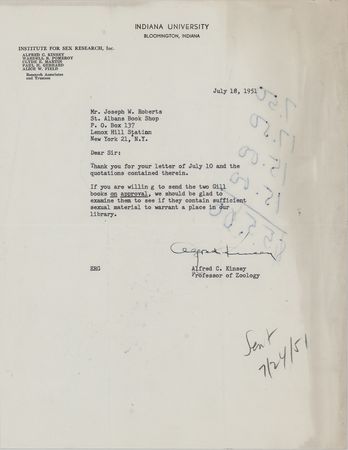 INDIANA UNIVERSITY
BLOOMINGTON, INDIANA
INSTITUTE FOR SEX RESEARCH, Inc.
ALFRED C. KINSEY
WARDELL B. POMEROY
CLYDE E. MARTIN
PAUL H. GEBHARD
ALICE W. FIELD
Research Associates
and Trustees
July 18, 1951
Mr. Joseph W. Roberts
St. Albans Book Shop
P. O. Box 137
Lenox Hill Station
New York 21, N.Y.
Dear Sir:
Thank you for your letter of July 10 and the
quotations contained therein.
If you are willin g to send the two Gill
books on approval, we should be glad to
examine them to see if they contain sufficient
sexual material to warrant a place in our
library.
Alfred Kinsey
ERG
Alfred C. Kinsey
Professor of Zoology
Sent
7/24/51